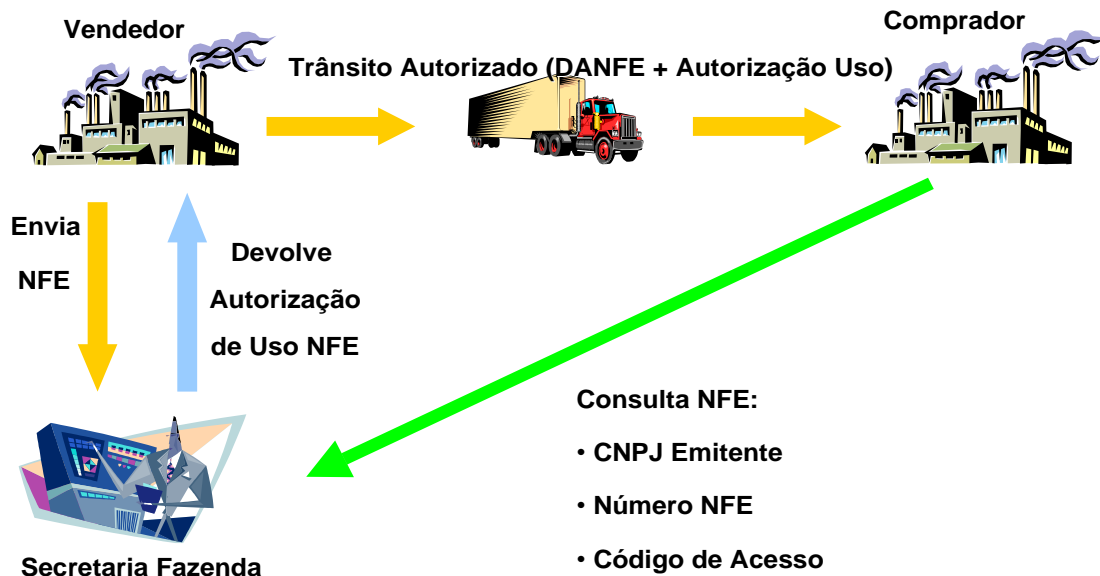 Vendedor
Comprador
Trânsito Autorizado (DANFE + Autorização Uso)
Envia
NFE
Devolve
Autorização
de Uso NFE
Consulta NFE:
• CNPJ Emitente
• Número NFE
• Código de Acesso
Secretaria Fazenda